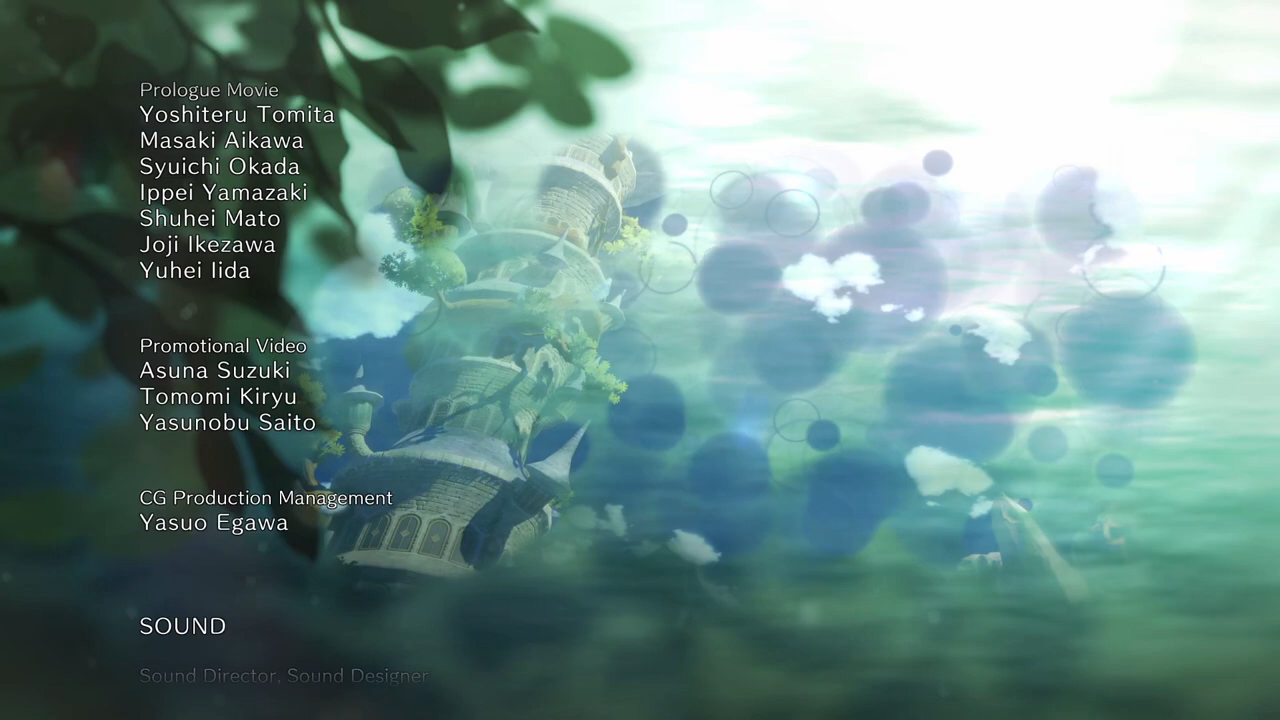 Prologue Movie
Yoshiteru Tomita
Masaki Aikawa
Syuichi Okada
Ippei Yamazaki
Shuhei Mato
Joji Ikezawa
Yuhei Iida
Promotional Video
Asuna Suzuki
Tomomi Kiryu
Yasunobu Saito
CG Production Management
Yasuo Egawa
SOUND
Sound Director, Sound Designer